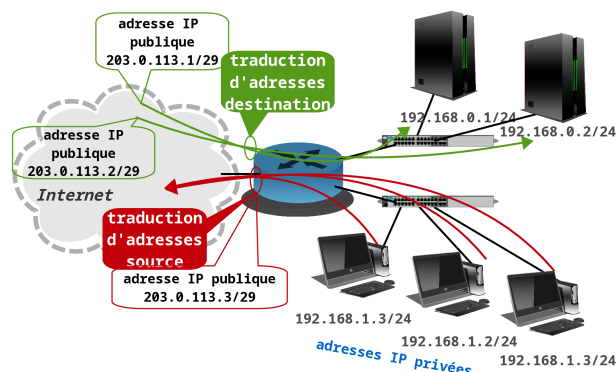 adresse IP
publique
203.0.113.1/29
traduction
d'adresses
destination
192.168.0.1/24
192.168.0.2/24
adresse IP
publique
203.0.113.2/29
Internet
traduction
d'adresses
source
adresse IP publique
203.0.113.3/29
192.168.1.3/24
192.168.1.2/24
192.168.1.3/24
adresses IP privées